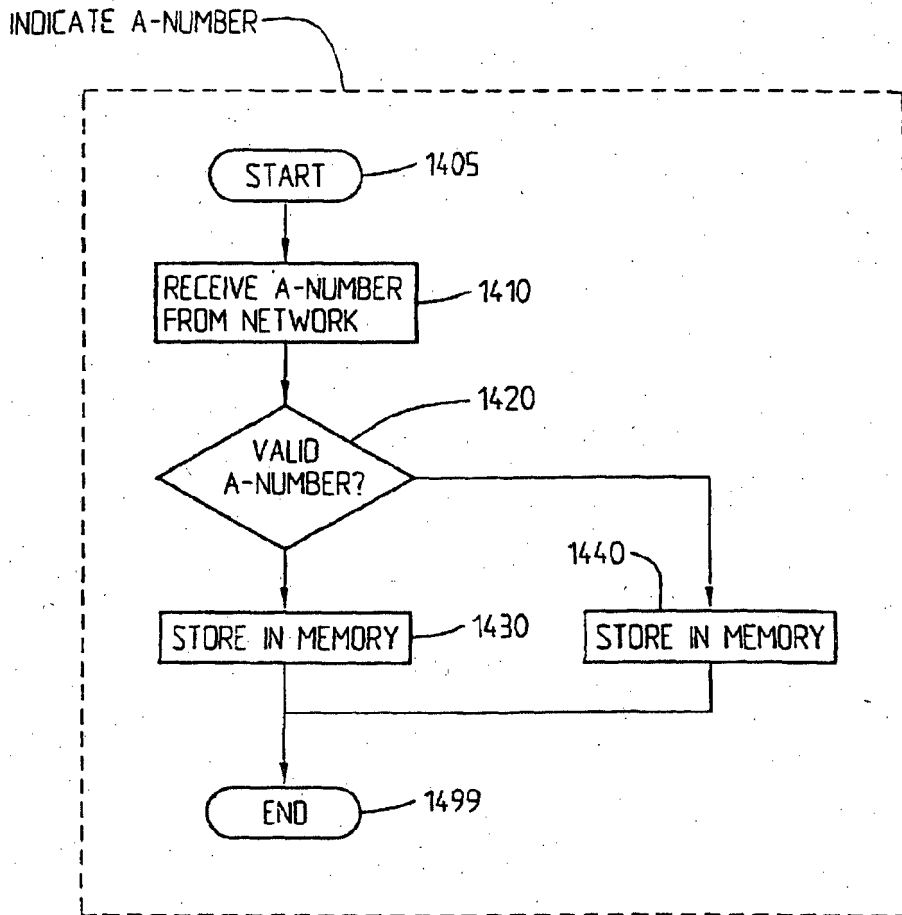 INDICATE A-NUMBER
START
1405
RECEIVE A-NUMBER
FROM NETWORK
1410
1420
VALID
A-NUMBER?
1440
STORE IN MEMORY
1430
STORE IN MEMORY
END
1499